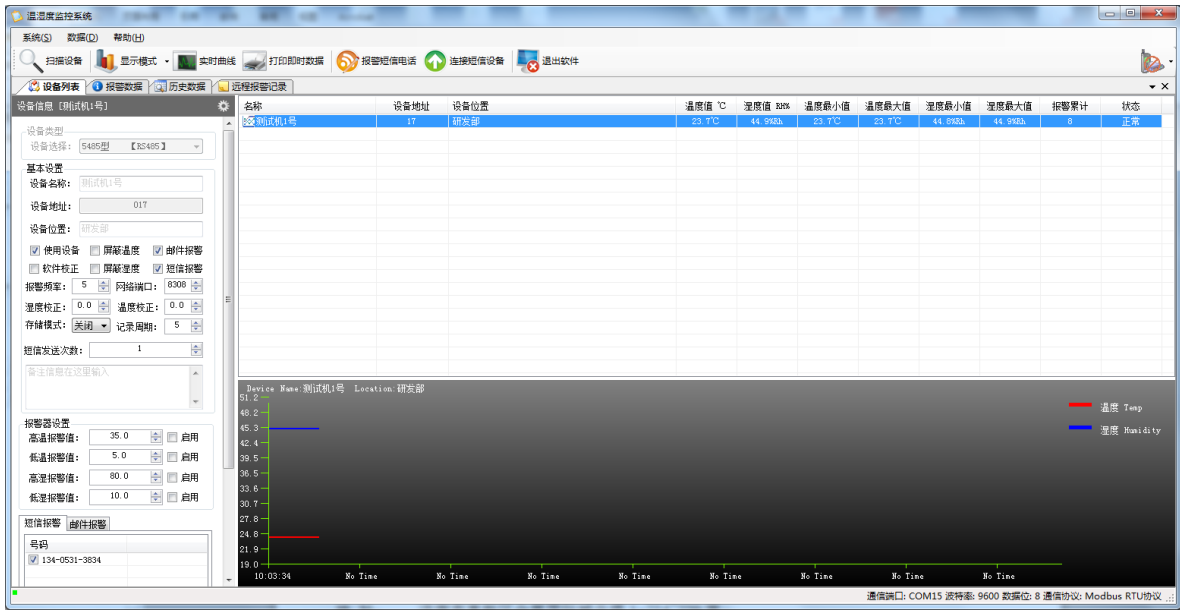 温湿度监控系统
系统(S) 数据(D) 帮助(H)
扫描设备 显示模式 实时曲线 打印即时数据 报警短信电话 连接短信设备 退出软件
设备列表 报警数据 历史数据 远程报警记录
设备信息 [测试机1号]
名称 设备地址 设备位置 温度值 ℃ 湿度值 RH% 温度最小值 温度最大值 湿度最小值 湿度最大值 报警累计 状态
测试机1号 17 研发部 23.7℃ 44.9%Rh 23.7℃ 23.7℃ 44.8%Rh 44.9%Rh 8 正常
设备类型
设备选择: S485型 【RS485】
基本设置
设备名称: 测试机1号
设备地址: 017
设备位置: 研发部
使用设备 屏蔽温度 邮件报警
软件校正 屏蔽湿度 短信报警
报警频率: 5 网络端口: 8308
湿度校正: 0.0 温度校正: 0.0
存储模式: 关闭 记录周期: 5
短信发送次数: 1
备注信息在这里输入
报警器设置
高温报警值: 35.0 启用
低温报警值: 5.0 启用
高湿报警值: 80.0 启用
低湿报警值: 10.0 启用
短信报警 邮件报警
号码
134-0531-3834
Device Name:测试机1号 Location:研发部
51.2
48.2
45.3
42.4
39.5
36.5
33.6
30.7
27.8
24.8
21.9
19.0
温度 Temp
湿度 Humidity
10:03:34 No Time No Time No Time No Time No Time No Time No Time No Time
通信端口: COM15 波特率: 9600 数据位: 8 通信协议: Modbus RTU协议